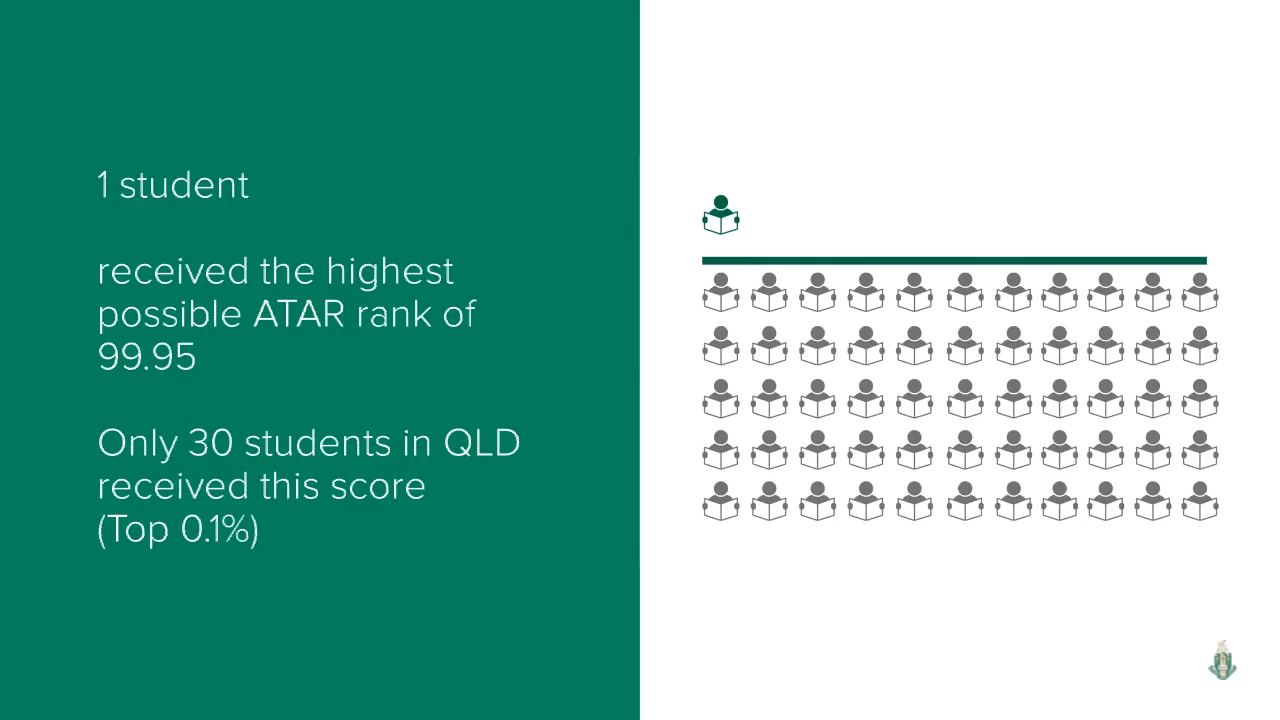 1 student
received the highest
possible ATAR rank of
99.95
Only 30 students in QLD
received this score
(Top 0.1%)